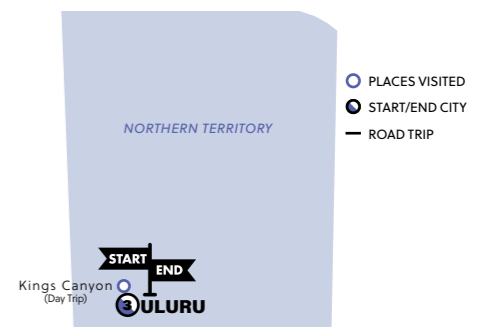 PLACES VISITED
START/END CITY
ROAD TRIP
NORTHERN TERRITORY
START
END
Kings Canyon
(Day Trip)
3 ULURU